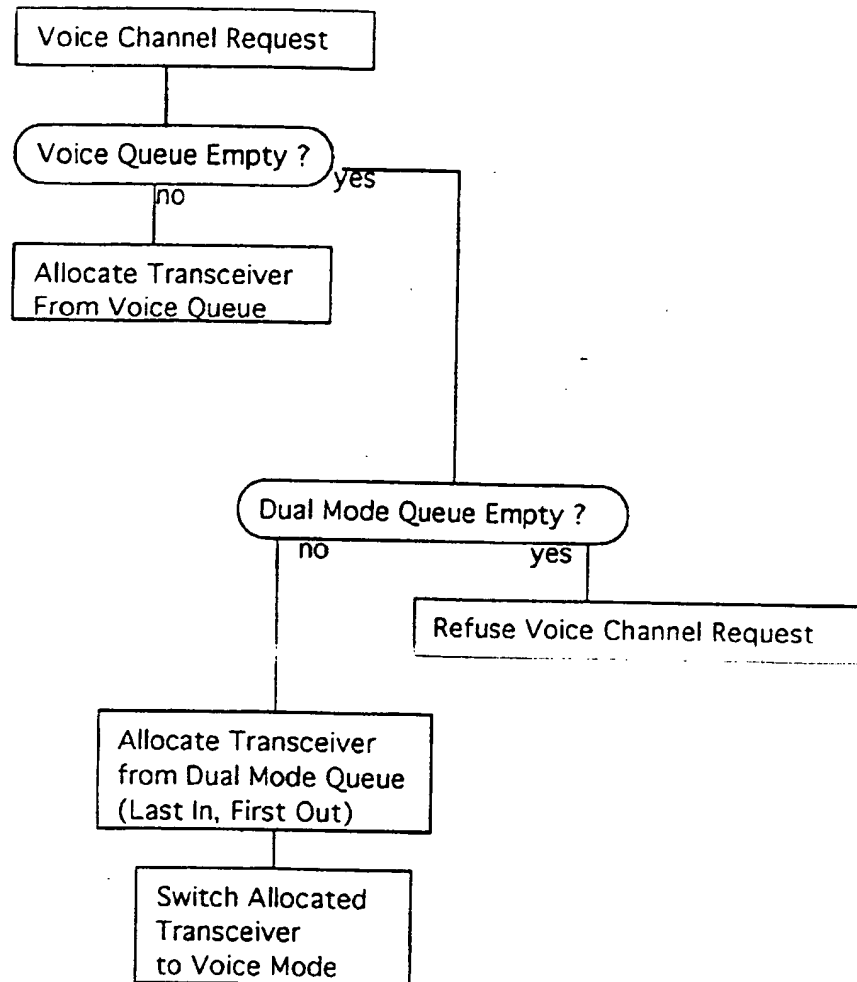 Voice Channel Request
Voice Queue Empty ?
no
yes
Allocate Transceiver
From Voice Queue
Dual Mode Queue Empty ?
no
yes
Refuse Voice Channel Request
Allocate Transceiver
from Dual Mode Queue
(Last In, First Out)
Switch Allocated
Transceiver
to Voice Mode